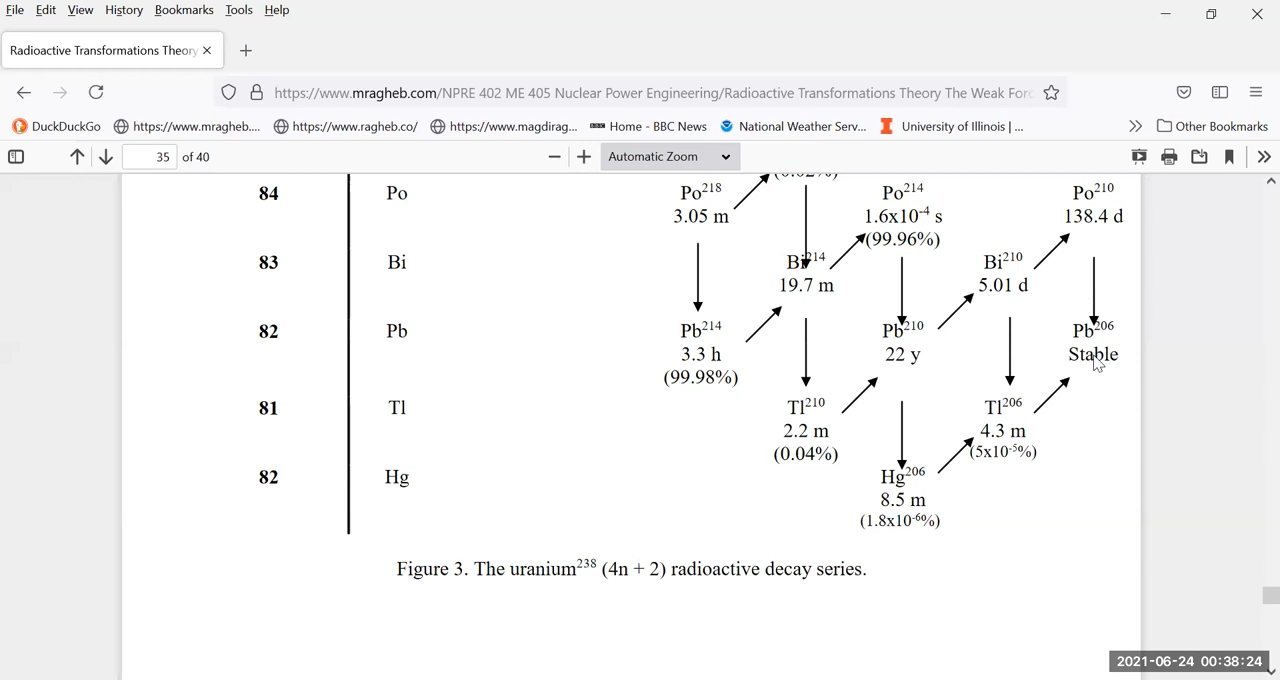 File Edit View History Bookmarks Tools Help
Radioactive Transformations Theory
https://www.mragheb.com/NPRE 402 ME 405 Nuclear Power Engineering/Radioactive Transformations Theory The Weak Forc
DuckDuckGo https://www.mragheb.... https://www.ragheb.co/ https://www.magdirag... BBC Home - BBC News National Weather Serv... University of Illinois |... Other Bookmarks
35 of 40 Automatic Zoom
(0.02%)
84 Po Po²¹⁸ Po²¹⁴ Po²¹⁰
3.05 m 1.6x10⁻⁴ s 138.4 d
(99.96%)
83 Bi Bi²¹⁴ Bi²¹⁰
19.7 m 5.01 d
82 Pb Pb²¹⁴ Pb²¹⁰ Pb²⁰⁶
3.3 h 22 y Stable
(99.98%)
81 Tl Tl²¹⁰ Tl²⁰⁶
2.2 m 4.3 m
(0.04%) (5x10⁻⁵%)
82 Hg Hg²⁰⁶
8.5 m
(1.8x10⁻⁶%)
Figure 3. The uranium²³⁸ (4n + 2) radioactive decay series.
2021-06-24 00:38:24